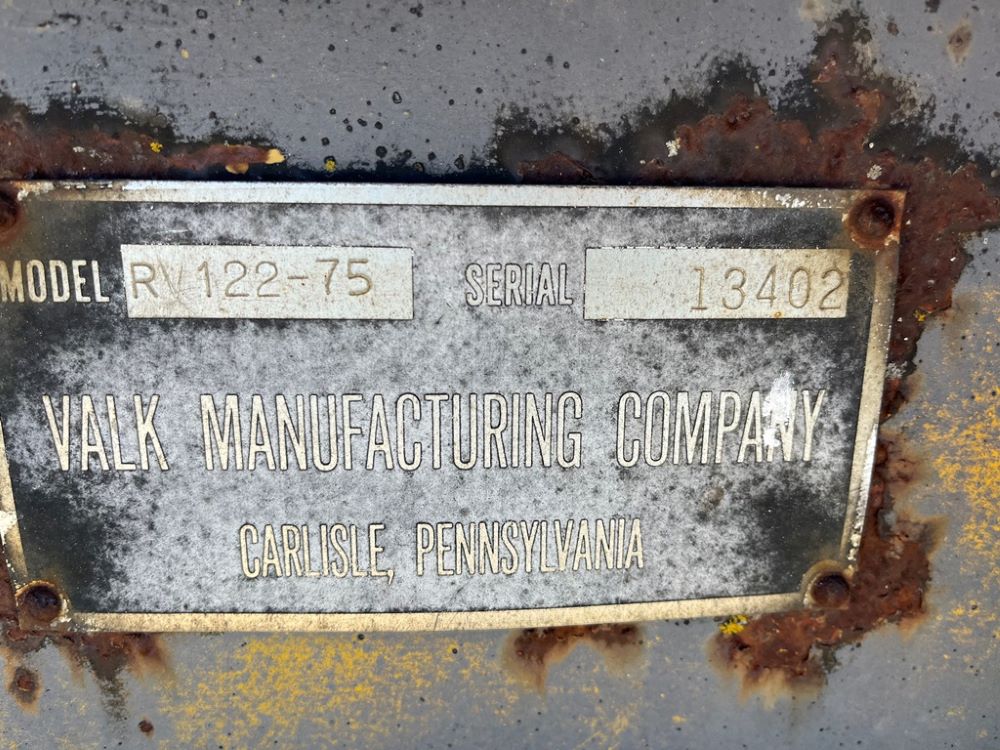 MODEL RV 122-75 SERIAL 13402
VALK MANUFACTURING COMPANY
CARLISLE, PENNSYLVANIA